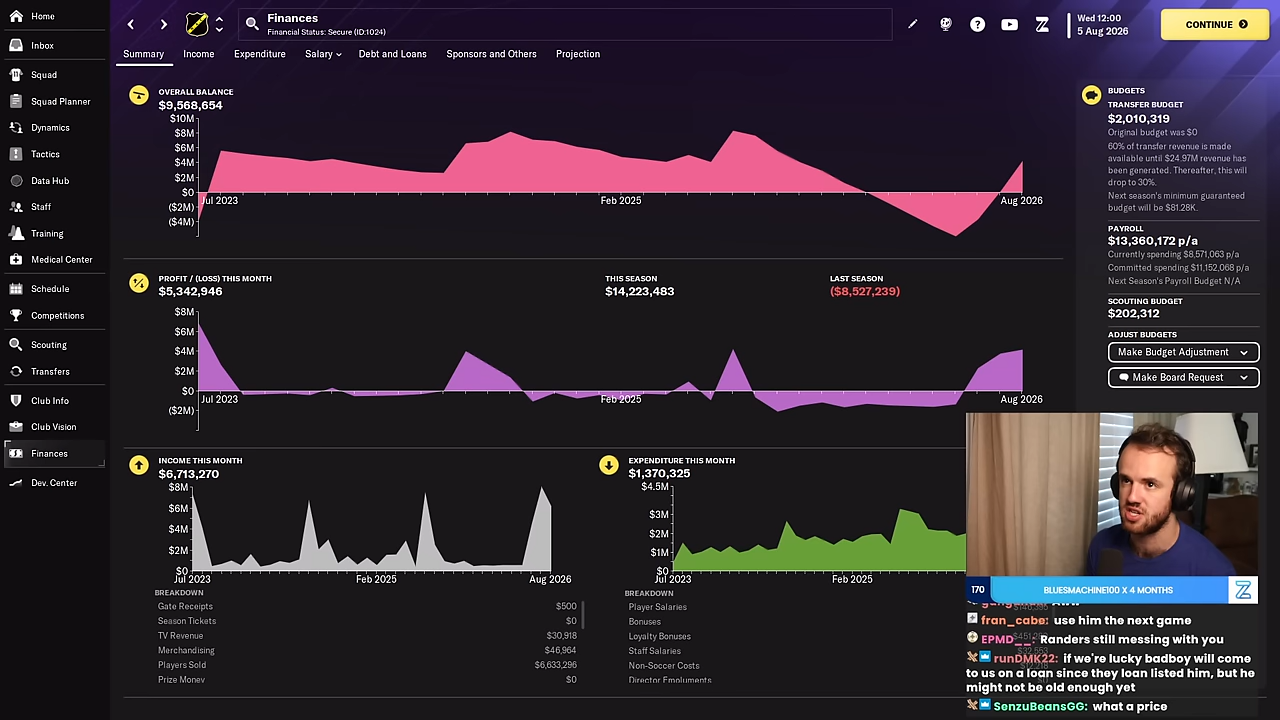 Home
Inbox
Squad
Squad Planner
Dynamics
Tactics
Data Hub
Staff
Training
Medical Center
Schedule
Competitions
Scouting
Transfers
Club Info
Club Vision
Finances
Dev. Center
Finances
Financial Status: Secure (ID:1024)
Wed 12:00
5 Aug 2026
CONTINUE
Summary Income Expenditure Salary Debt and Loans Sponsors and Others Projection
OVERALL BALANCE
$9,568,654
$10M
$8M
$6M
$4M
$2M
$0
($2M)
($4M)
Jul 2023 Feb 2025 Aug 2026
PROFIT / (LOSS) THIS MONTH
$5,342,946
THIS SEASON
$14,223,483
LAST SEASON
($8,527,239)
$8M
$6M
$4M
$2M
$0
($2M)
Jul 2023 Feb 2025 Aug 2026
INCOME THIS MONTH
$6,713,270
$8M
$6M
$4M
$2M
$0
Jul 2023 Feb 2025 Aug 2026
BREAKDOWN
Gate Receipts $500
Season Tickets $0
TV Revenue $30,918
Merchandising $46,964
Players Sold $6,633,296
Prize Money $0
EXPENDITURE THIS MONTH
$1,370,325
$4.5M
$3M
$2M
$1M
$0
Jul 2023 Feb 2025
BREAKDOWN
Player Salaries
Bonuses
Loyalty Bonuses
Staff Salaries
Non-Soccer Costs
Director Emoluments
BUDGETS
TRANSFER BUDGET
$2,010,319
Original budget was $0
60% of transfer revenue is made
available until $24.97M revenue has
been generated. Thereafter, this will
drop to 30%.
Next season's minimum guaranteed
budget will be $81.28K.
PAYROLL
$13,360,172 p/a
Currently spending $8,571,063 p/a
Committed spending $11,152,068 p/a
Next Season's Payroll Budget N/A
SCOUTING BUDGET
$202,312
ADJUST BUDGETS
Make Budget Adjustment
Make Board Request
170 BLUESMACHINE100 X 4 MONTHS Z
fran_cabe: use him the next game
EPMD__: Randers still messing with you
runDMK22: if we're lucky badboy will come
to us on a loan since they loan listed him, but he
might not be old enough yet
SenzuBeansGG: what a price